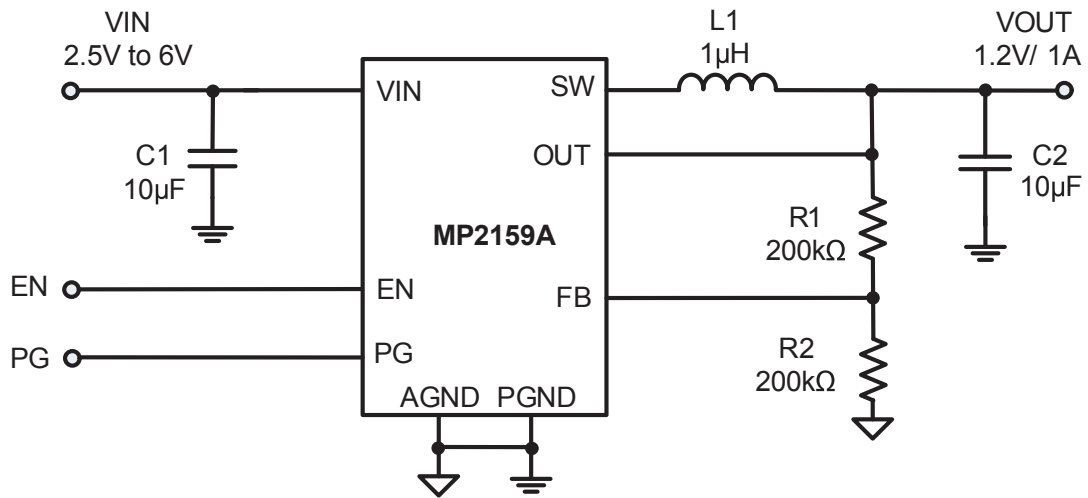 VIN
2.5V to 6V
C1
10µF
EN
PG
VIN
SW
OUT
MP2159A
EN
FB
PG
AGND PGND
L1
1µH
VOUT
1.2V/ 1A
R1
200kΩ
R2
200kΩ
C2
10µF